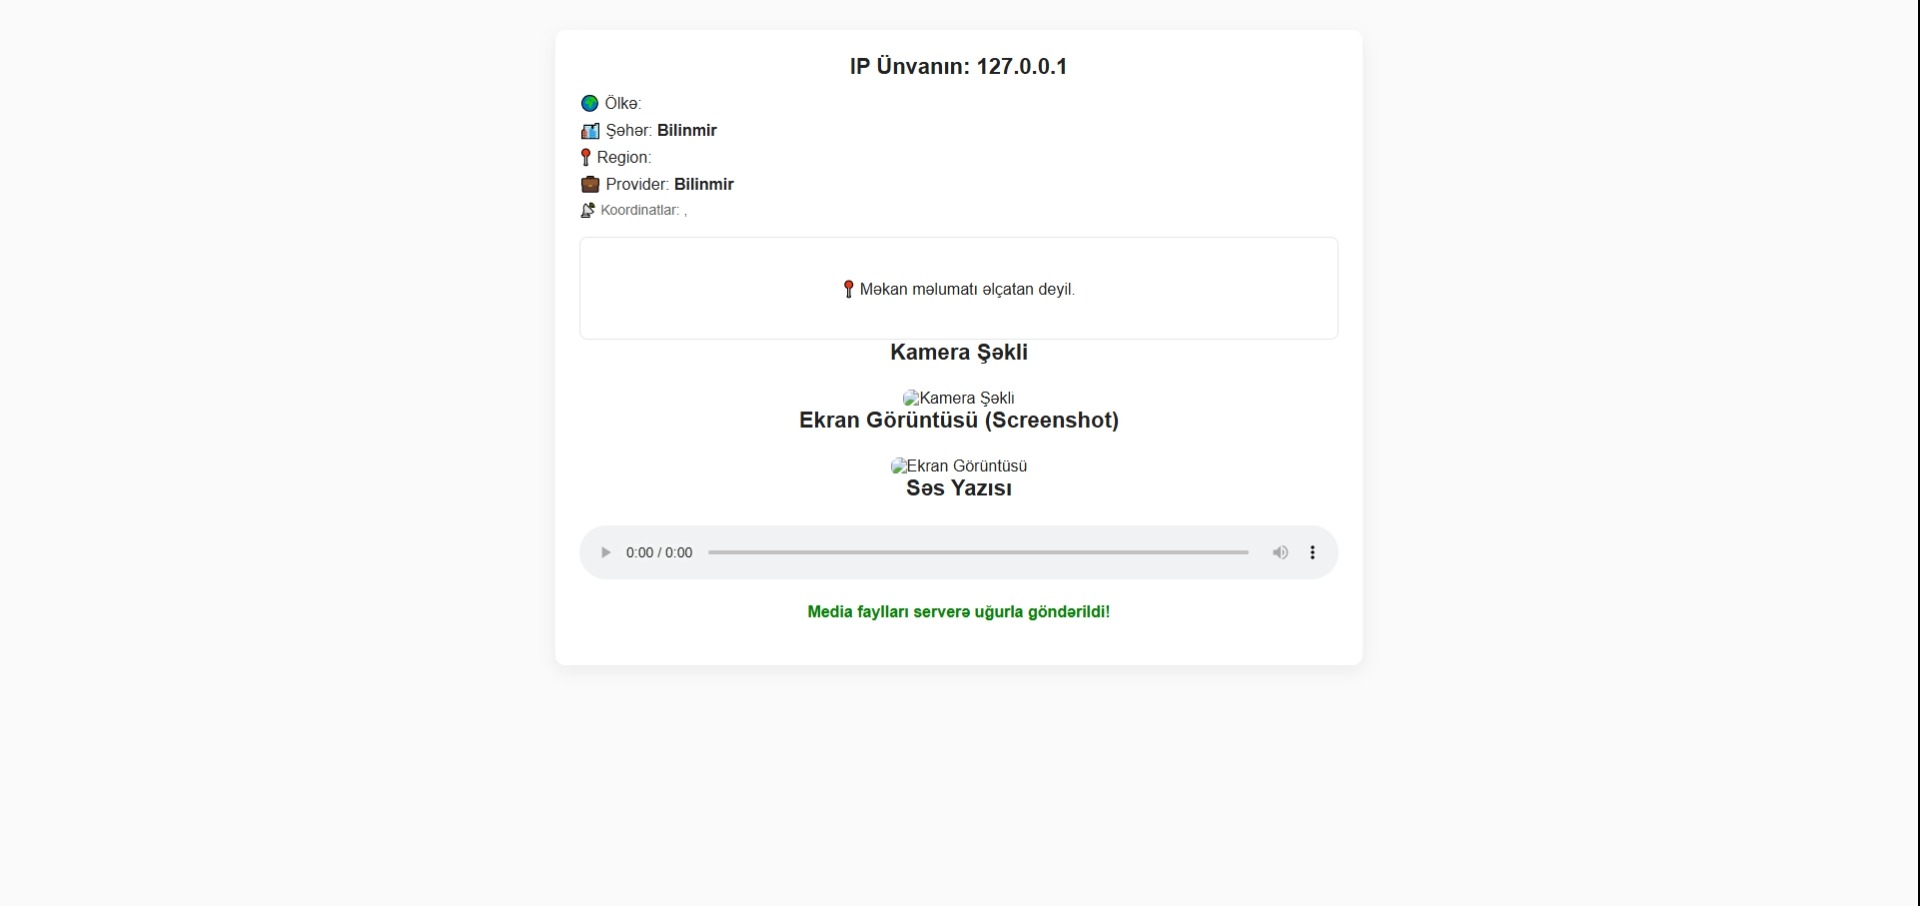 IP Ünvanın: 127.0.0.1
Ölkə:
Şəhər: Bilinmir
Region:
Provider: Bilinmir
Koordinatlar: ,
Məkan məlumatı əlçatan deyil.
Kamera Şəkli
Kamera Şəkli
Ekran Görüntüsü (Screenshot)
Ekran Görüntüsü
Səs Yazısı
0:00 / 0:00
Media faylları serverə uğurla göndərildi!